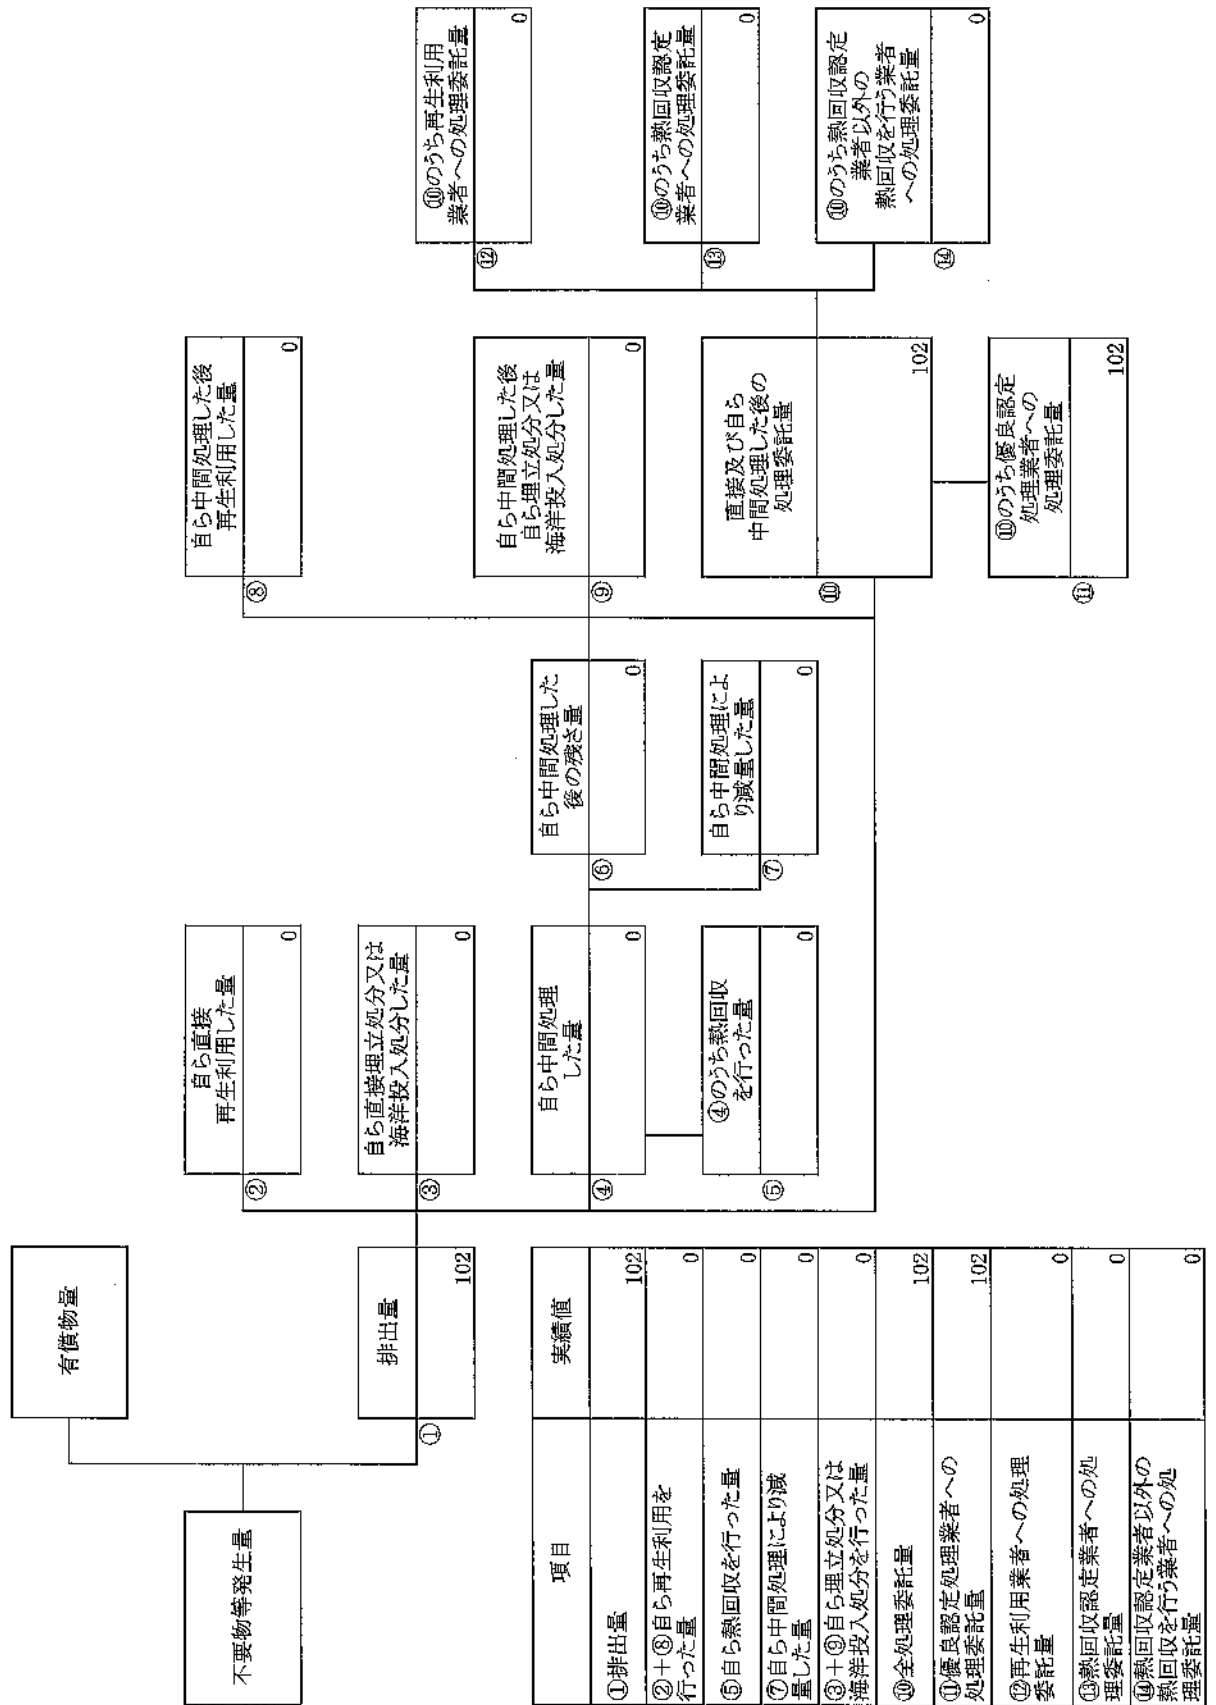 不要物等発生量
有償物量
①
排出量
102
②
自ら直接
再生利用した量
0
③
自ら直接埋立処分又は
海洋投入処分した量
0
④
自ら中間処理
した量
0
⑤
④のうち熱回収
を行った量
0
⑥
自ら中間処理した
後の残さ量
0
⑦
自ら中間処理によ
り減量した量
0
⑧
自ら中間処理した後
再生利用した量
0
⑨
自ら中間処理した後
自ら埋立処分又は
海洋投入処分した量
0
⑩
直接及び自ら
中間処理した後の
処理委託量
102
⑪
⑩のうち優良認定
処理業者への
処理委託量
102
⑫
⑩のうち再生利用
業者への処理委託量
0
⑬
⑩のうち熱回収認定
業者への処理委託量
0
⑭
⑩のうち熱回収認定
業者以外の
熱回収を行う業者
への処理委託量
0
項目 実績値
①排出量 102
②+⑧自ら再生利用を
行った量 0
⑤自ら熱回収を行った量 0
⑦自ら中間処理により減
量した量 0
③+⑨自ら埋立処分又は
海洋投入処分を行った量 0
⑩全処理委託量 102
⑪優良認定処理業者への
処理委託量 102
⑫再生利用業者への処理
委託量 0
⑬熱回収認定業者への処
理委託量 0
⑭熱回収認定業者以外の
熱回収を行う業者への処
理委託量 0